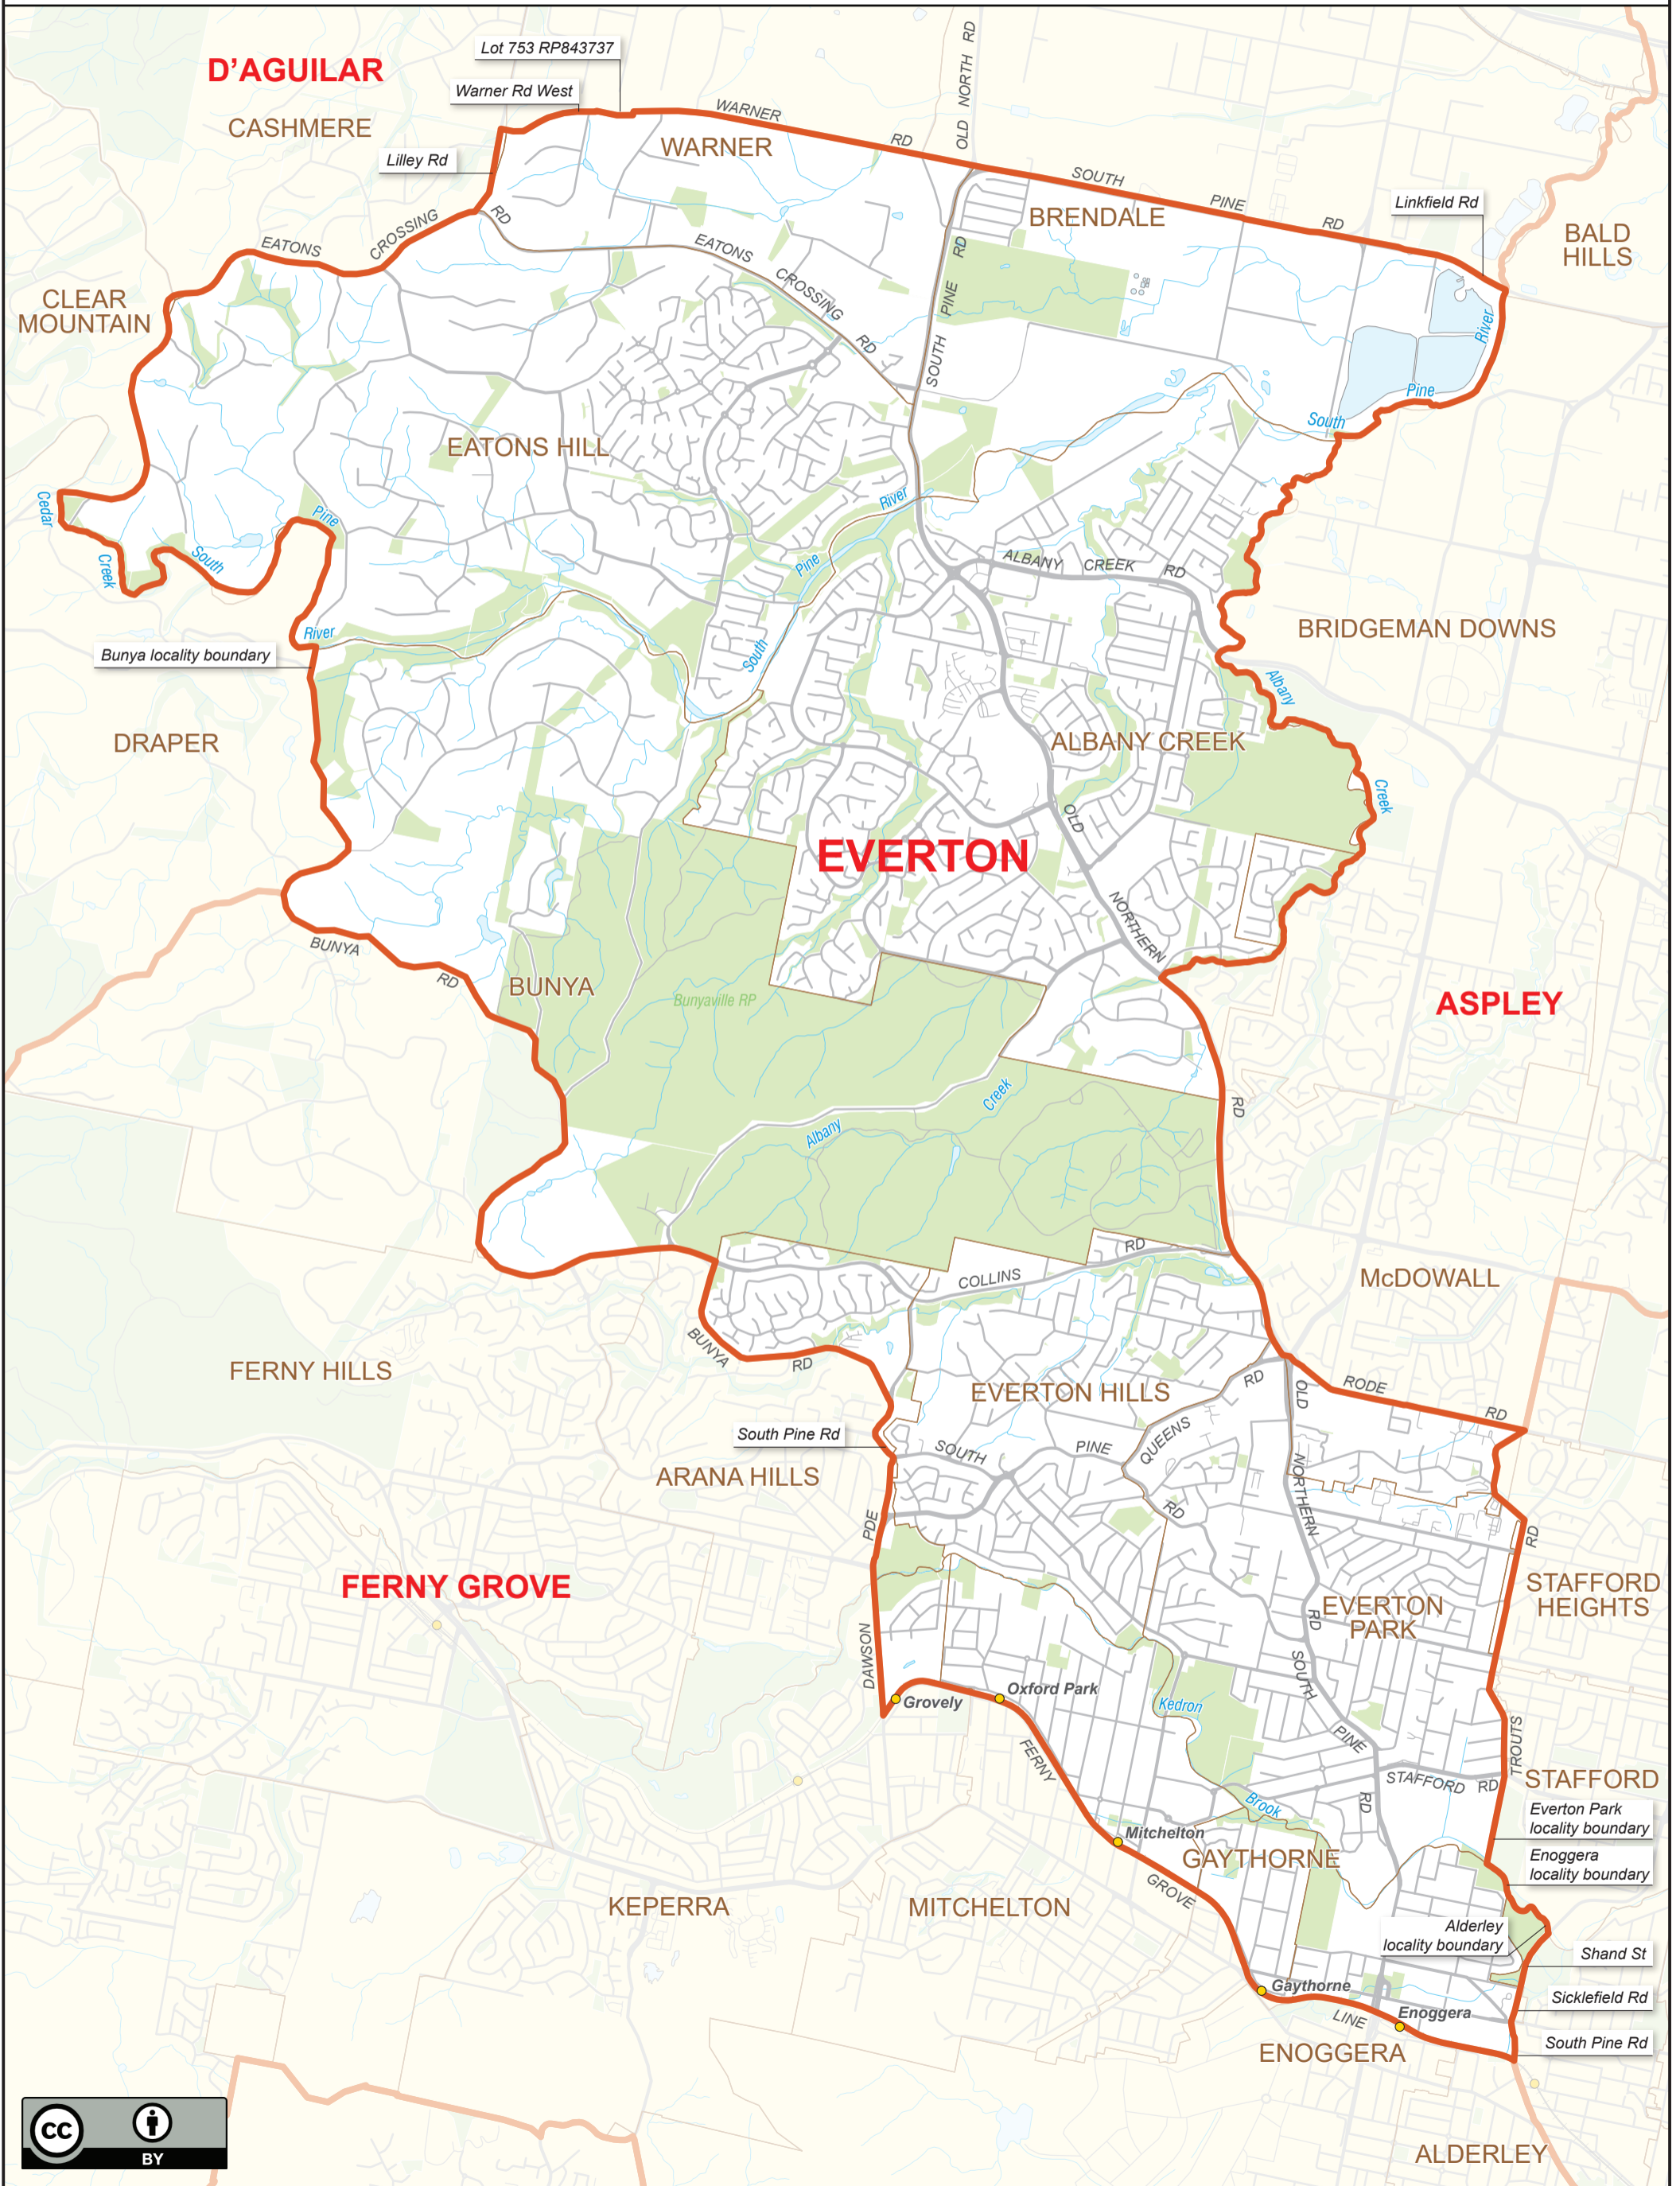 Lot 753 RP843737
D'AGUILAR
Warner Rd West
OLD NORTH RD
WARNER
RD
CASHMERE
WARNER
Lilley Rd
SOUTH
PINE
RD
Linkfield Rd
BRENDALE
BALD
HILLS
RD
EATONS
CROSSING
EATONS
CROSSING
RD
SOUTH PINE RD
CLEAR
MOUNTAIN
River
Pine
South
EATONS HILL
Cedar
Creek
South
Pine
River
Pine
South
River
ALBANY CREEK RD
BRIDGEMAN DOWNS
Bunya locality boundary
Albany
Creek
DRAPER
ALBANY CREEK
OLD
EVERTON
NORTHERN
BUNYA
RD
BUNYA
Bunyaville RP
ASPLEY
Creek
Albany
RD
RD
COLLINS
McDOWALL
BUNYA
RD
FERNY HILLS
EVERTON HILLS
RD
OLD
RODE
RD
South Pine Rd
SOUTH
PINE
QUEENS
ARANA HILLS
NORTHERN
RD
PDE
RD
FERNY GROVE
STAFFORD
HEIGHTS
EVERTON
PARK
RD
DAWSON
SOUTH
Grovely
Oxford Park
Kedron
FERNY
PINE
TROUTS
STAFFORD RD
STAFFORD
RD
Brook
Everton Park
locality boundary
Mitchelton
GAYTHORNE
Enoggera
locality boundary
GROVE
KEPERRA
MITCHELTON
Alderley
locality boundary
Shand St
Gaythorne
Sicklefield Rd
Enoggera
LINE
South Pine Rd
ENOGGERA
CC
BY
ALDERLEY